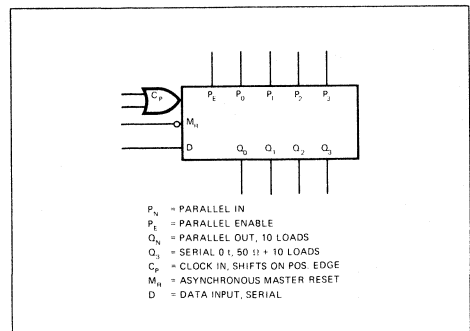 C_P
P_E P_0 P_1 P_2 P_3
M_R
D Q_0 Q_1 Q_2 Q_3
P_N = PARALLEL IN
P_E = PARALLEL ENABLE
Q_N = PARALLEL OUT, 10 LOADS
Q_3 = SERIAL 0 t, 50 Ω + 10 LOADS
C_P = CLOCK IN, SHIFTS ON POS. EDGE
M_R = ASYNCHRONOUS MASTER RESET
D = DATA INPUT, SERIAL